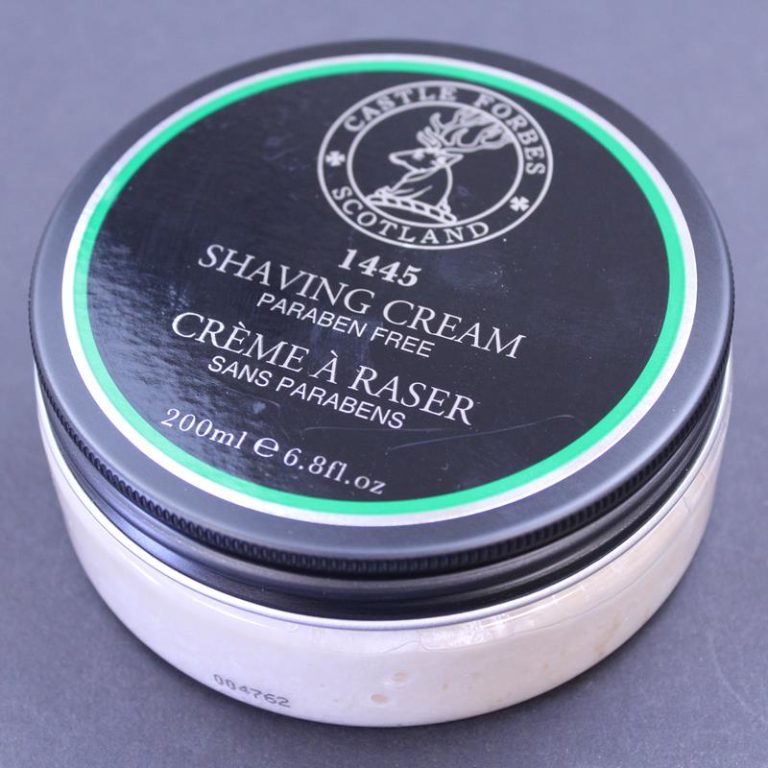 CASTLE FORBES
SCOTLAND
1445
SHAVING CREAM
PARABEN FREE
CRÈME À RASER
SANS PARABENS
200ml ℮ 6.8fl.oz
004762